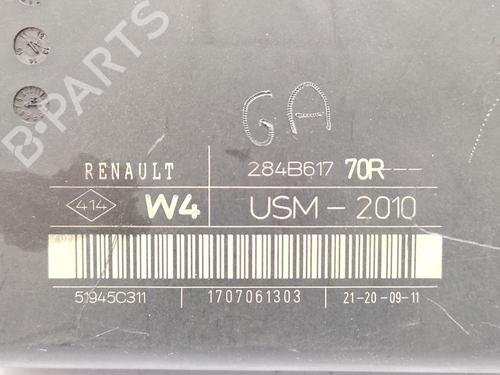 B-PARTS
GA
RENAULT 284B617 70R---
414 W4 USM-2010
51945C311 1707061303 21-20-09-11